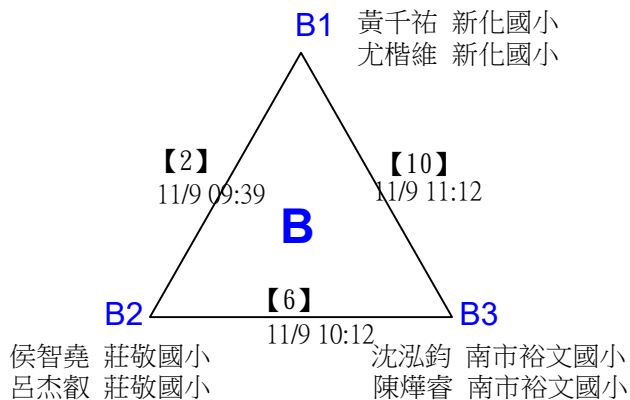 B1
黃千祐 新化國小
尤楷維 新化國小
【2】
11/9 09:39
【10】
11/9 11:12
B
B2
【6】
11/9 10:12
B3
侯智堯 莊敬國小
呂杰叡 莊敬國小
沈泓鈞 南市裕文國小
陳燁睿 南市裕文國小